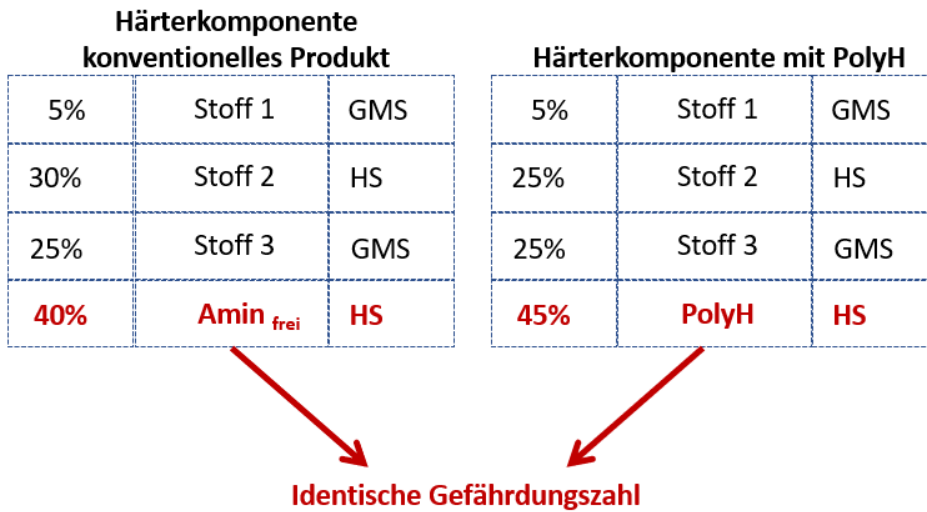 Härterkomponente
konventionelles Produkt
5% Stoff 1 GMS
30% Stoff 2 HS
25% Stoff 3 GMS
40% Amin frei HS
Härterkomponente mit PolyH
5% Stoff 1 GMS
25% Stoff 2 HS
25% Stoff 3 GMS
45% PolyH HS
Identische Gefährdungszahl